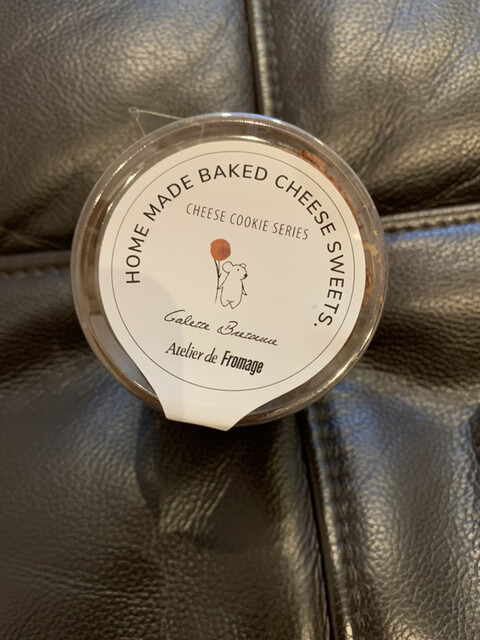 HOME MADE BAKED CHEESE SWEETS.
CHEESE COOKIE SERIES
Galette Bretonne
Atelier de Fromage